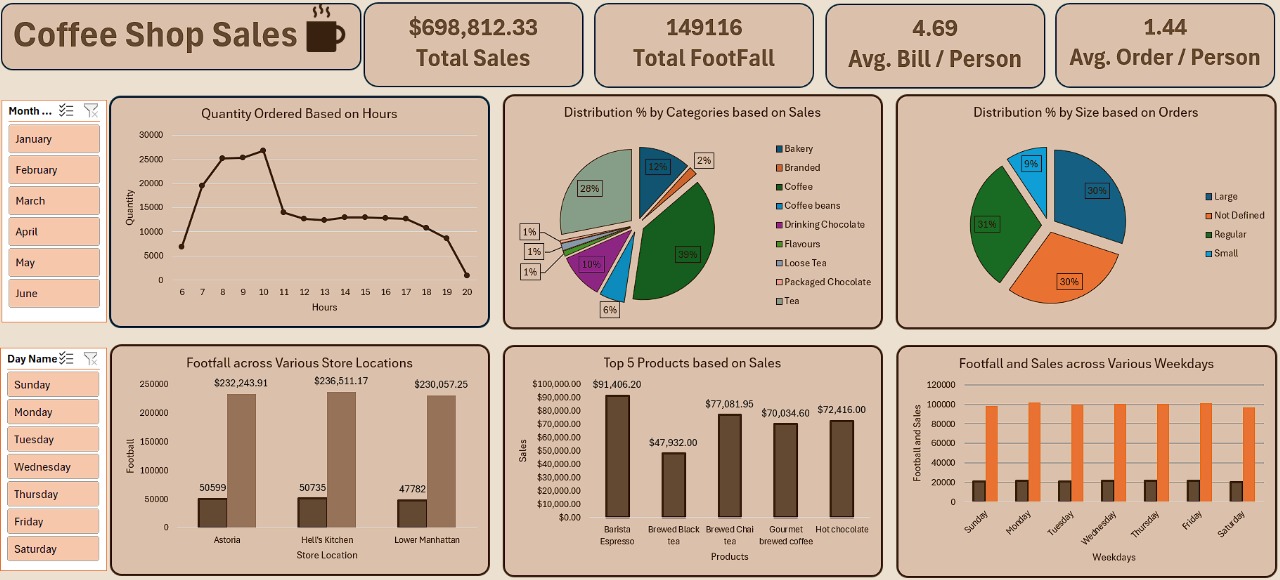 Coffee Shop Sales
$698,812.33
Total Sales
149116
Total FootFall
4.69
Avg. Bill / Person
1.44
Avg. Order / Person
Month ...
January
February
March
April
May
June
Quantity Ordered Based on Hours
30000
25000
20000
15000
10000
5000
0
Quantity
6 7 8 9 10 11 12 13 14 15 16 17 18 19 20
Hours
Distribution % by Categories based on Sales
12%
2%
39%
6%
10%
1%
1%
1%
28%
Bakery
Branded
Coffee
Coffee beans
Drinking Chocolate
Flavours
Loose Tea
Packaged Chocolate
Tea
Distribution % by Size based on Orders
9%
30%
31%
30%
Large
Not Defined
Regular
Small
Day Name
Sunday
Monday
Tuesday
Wednesday
Thursday
Friday
Saturday
Footfall across Various Store Locations
250000
200000
150000
100000
50000
0
Football
$232,243.91
$236,511.17
$230,057.25
50599
50735
47782
Astoria
Hell's Kitchen
Lower Manhattan
Store Location
Top 5 Products based on Sales
$100,000.00
$90,000.00
$80,000.00
$70,000.00
$60,000.00
$50,000.00
$40,000.00
$30,000.00
$20,000.00
$10,000.00
$0.00
Sales
$91,406.20
$47,932.00
$77,081.95
$70,034.60
$72,416.00
Barista
Espresso
Brewed Black
tea
Brewed Chai
tea
Gourmet
brewed coffee
Hot chocolate
Products
Footfall and Sales across Various Weekdays
120000
100000
80000
60000
40000
20000
0
Football and Sales
Sunday
Monday
Tuesday
Wednesday
Thursday
Friday
Saturday
Weekdays